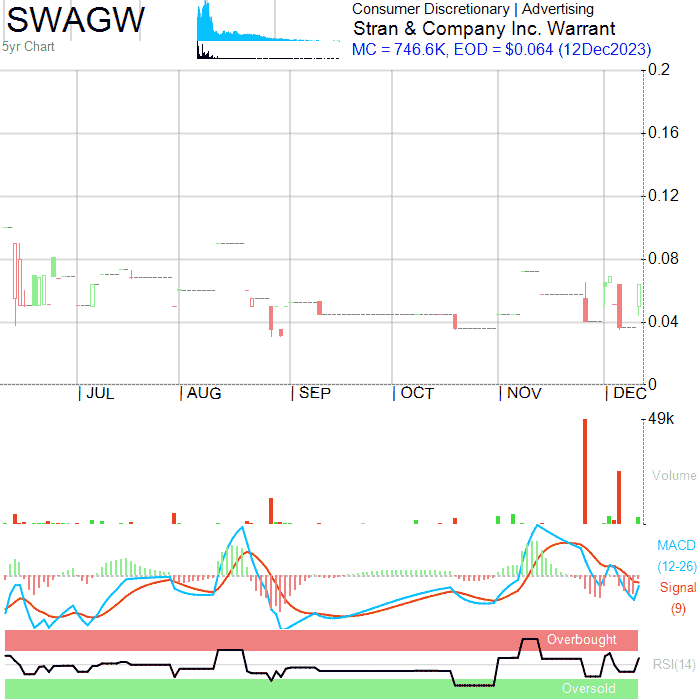 SWAGW
5yr Chart
Consumer Discretionary | Advertising
Stran & Company Inc. Warrant
MC = 746.6K, EOD = $0.064 (12Dec2023)
0.2
0.16
0.12
0.08
0.04
0
| JUL | AUG | SEP | OCT | NOV | DEC
49k
Volume
MACD
(12-26)
Signal
(9)
Overbought
RSI(14)
Oversold